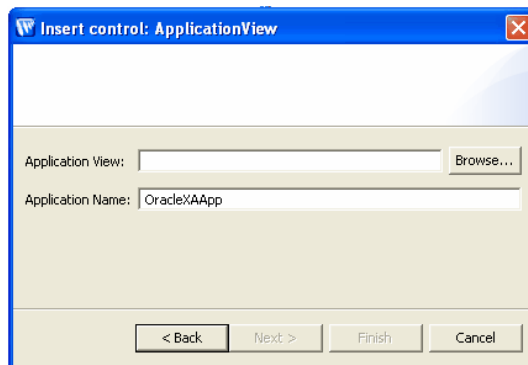 Insert control: ApplicationView
Application View: Browse...
Application Name: OracleXAApp
< Back Next > Finish Cancel